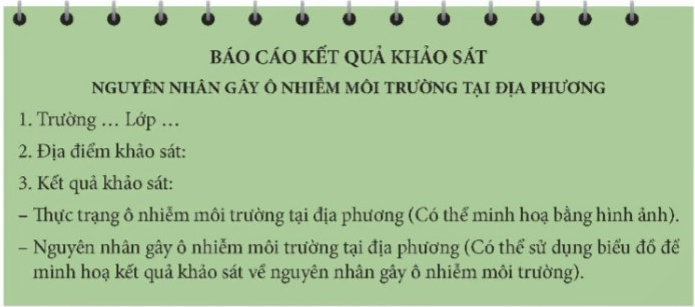 BÁO CÁO KẾT QUẢ KHẢO SÁT
NGUYÊN NHÂN GÂY Ô NHIỄM MÔI TRƯỜNG TẠI ĐỊA PHƯƠNG
1. Trường … Lớp …
2. Địa điểm khảo sát:
3. Kết quả khảo sát:
– Thực trạng ô nhiễm môi trường tại địa phương (Có thể minh hoạ bằng hình ảnh).
– Nguyên nhân gây ô nhiễm môi trường tại địa phương (Có thể sử dụng biểu đồ để
minh hoạ kết quả khảo sát về nguyên nhân gây ô nhiễm môi trường).